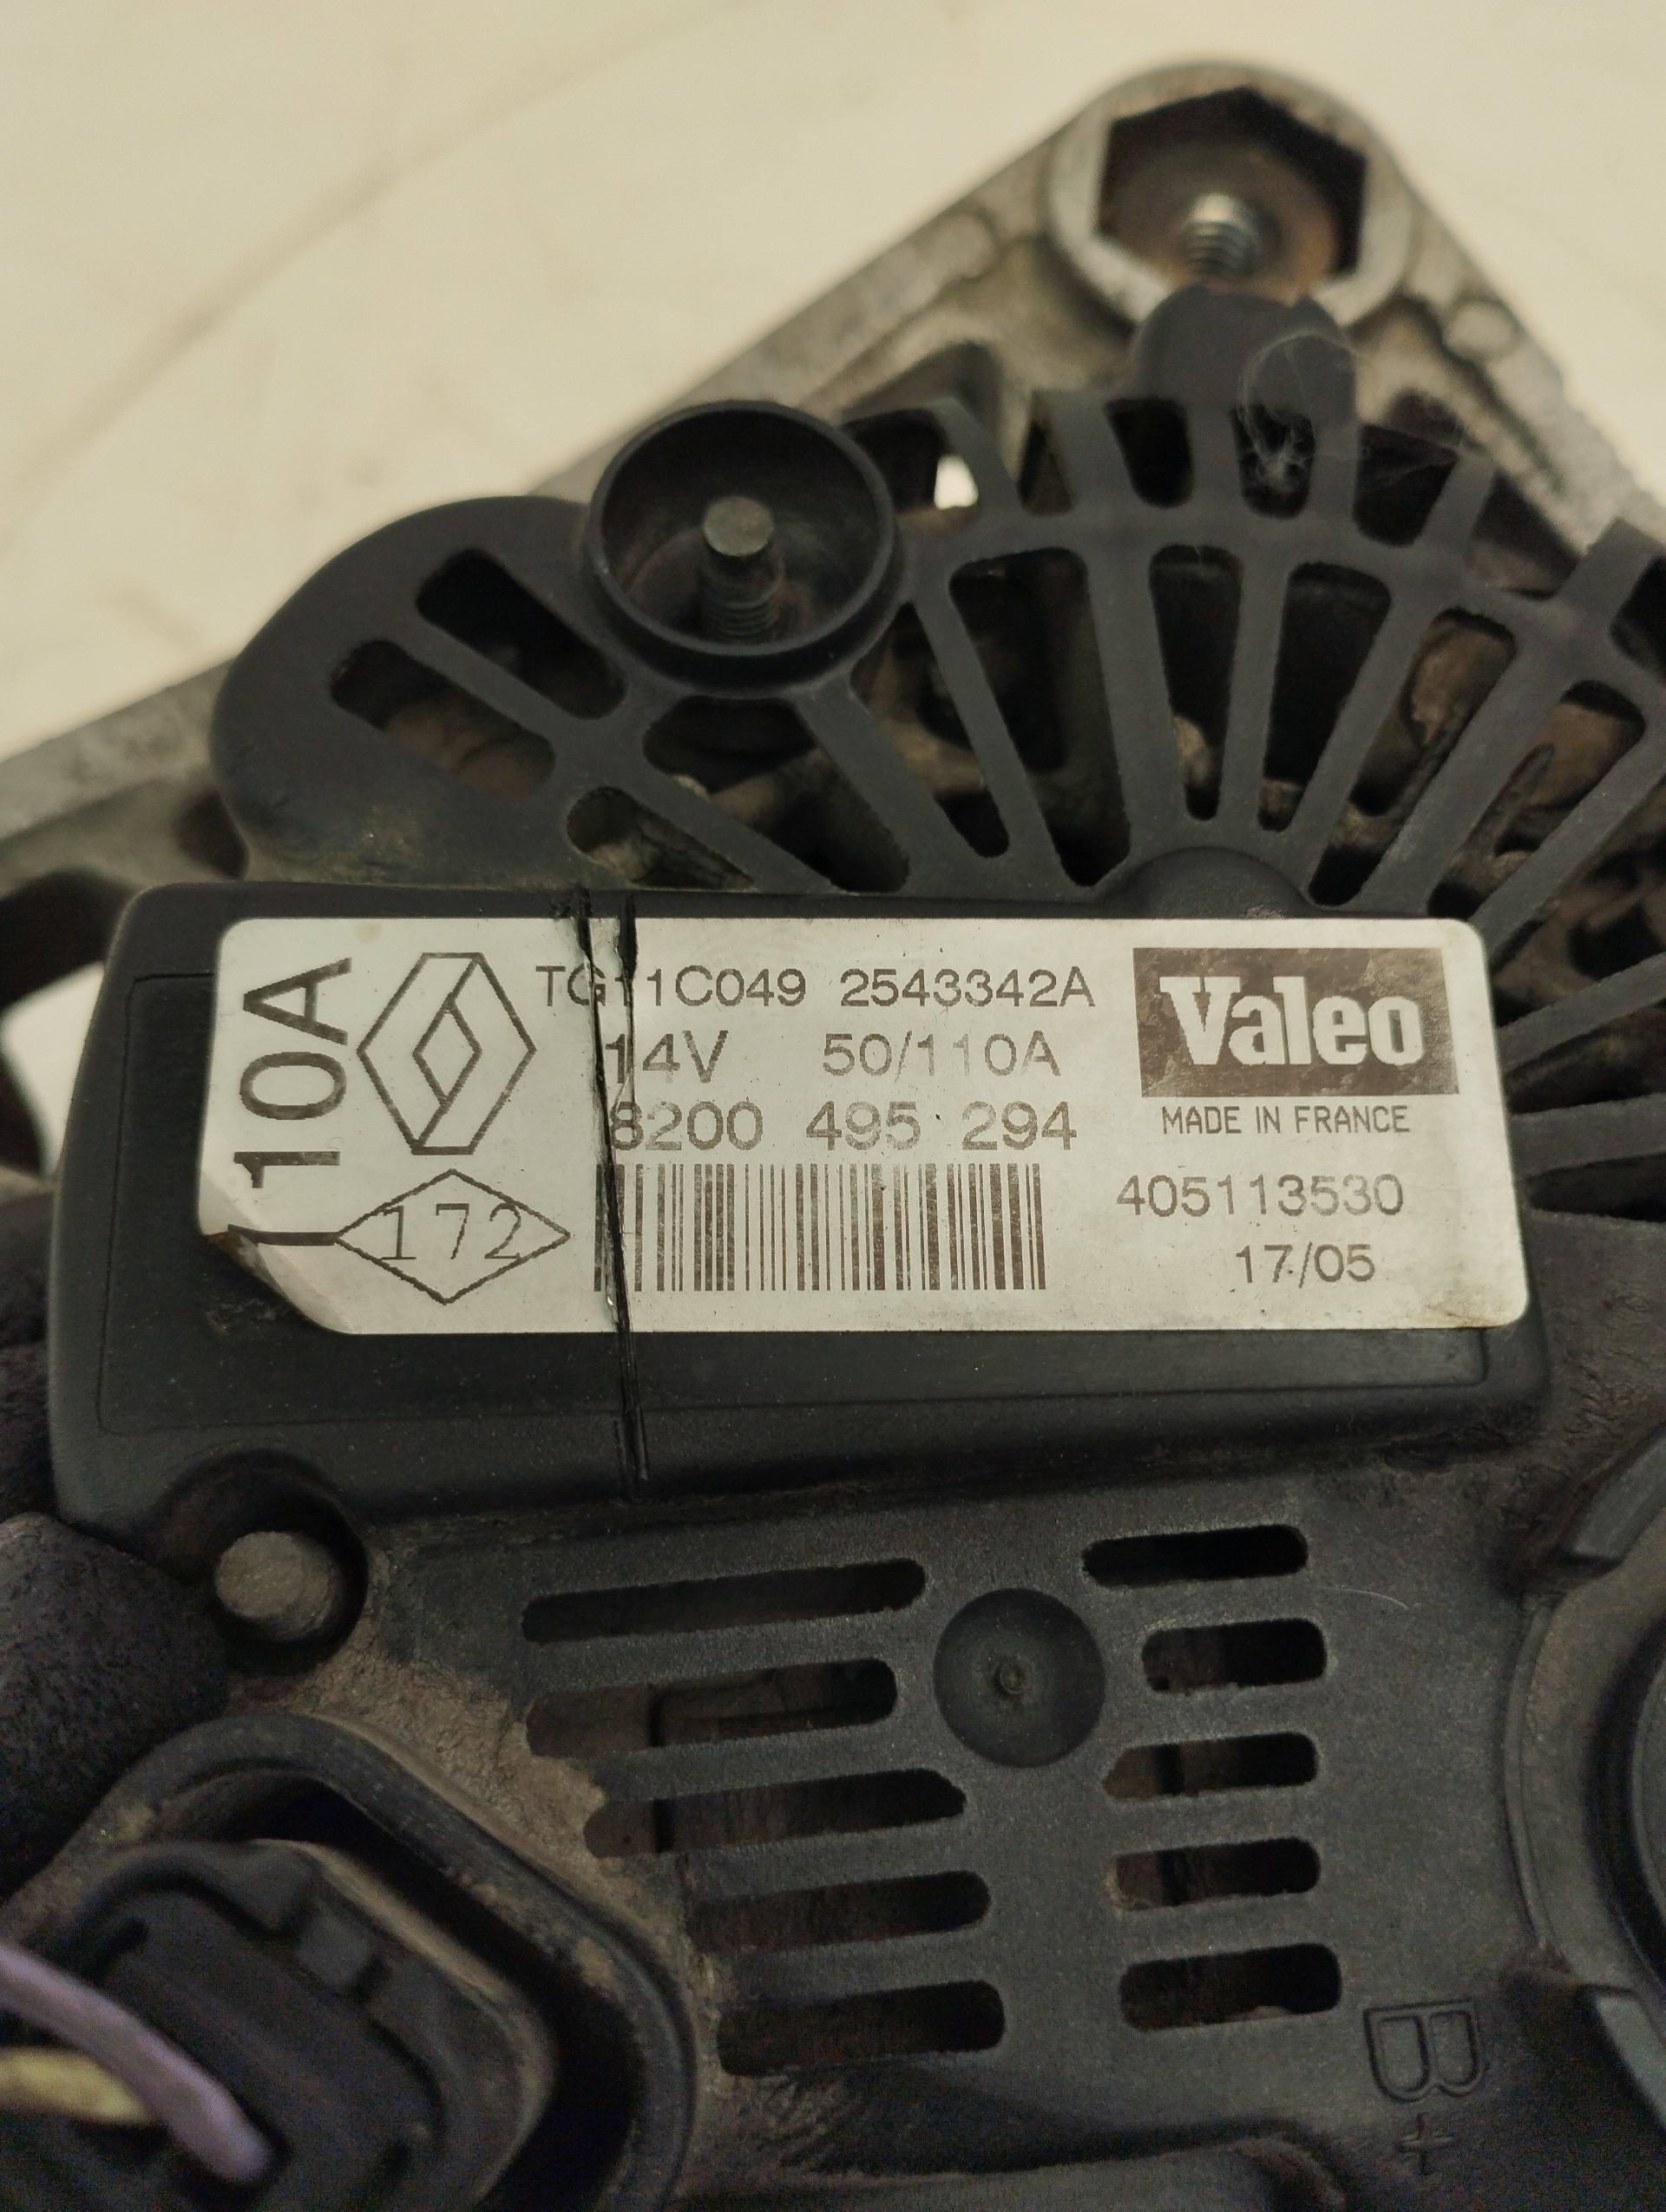 110A
TG11C049 2543342A
14V 50/110A
8200 495 294
172
Valeo
MADE IN FRANCE
405113530
17/05
B+